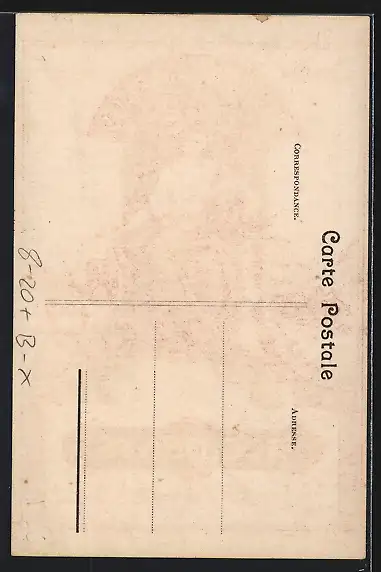 Carte Postale
CORRESPONDANCE.
ADRESSE.
8-20+ B-x